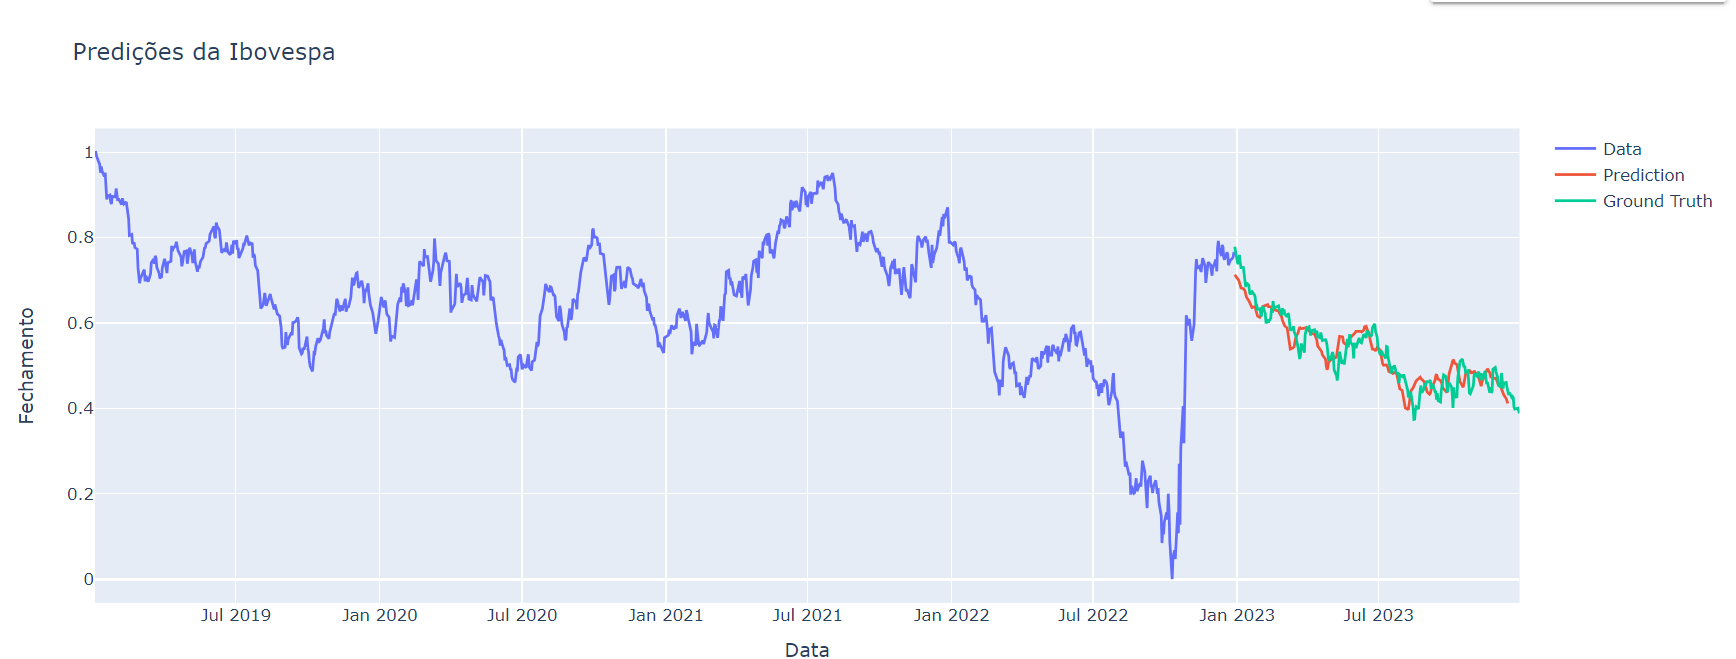 Predições da Ibovespa
Data
Prediction
Ground Truth
1
0.8
0.6
0.4
0.2
0
Fechamento
Jul 2019
Jan 2020
Jul 2020
Jan 2021
Jul 2021
Jan 2022
Jul 2022
Jan 2023
Jul 2023
Data